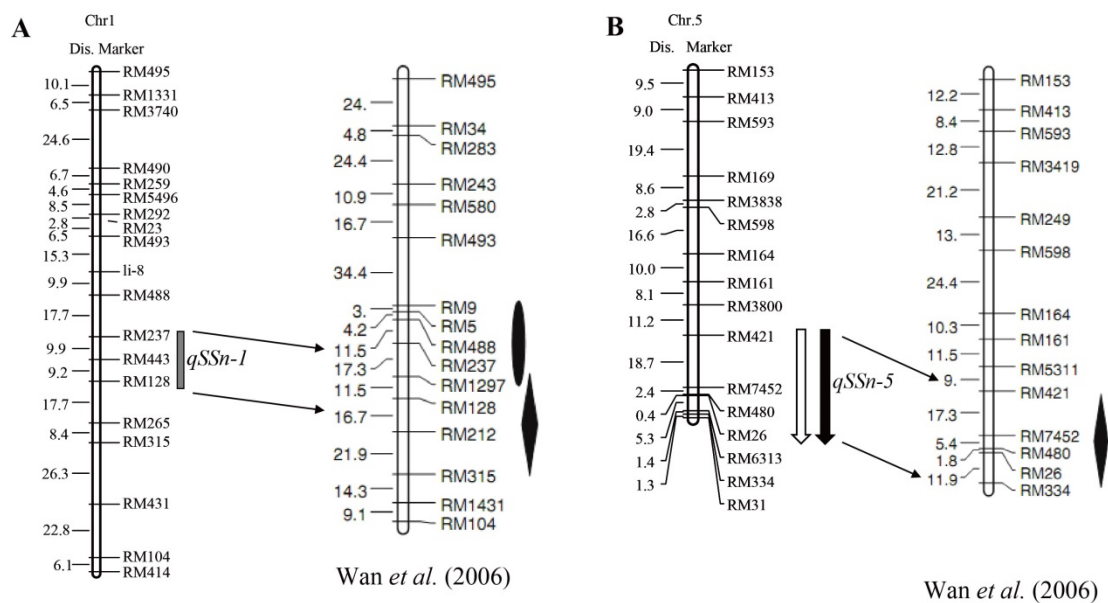 A
Chr1
Dis. Marker
RM495
10.1
RM1331
6.5
RM3740
24.6
RM490
6.7
RM259
4.6
RM5496
8.5
RM292
2.8
RM23
6.5
RM493
15.3
li-8
9.9
RM488
17.7
RM237
9.9
RM443
9.2
RM128
17.7
RM265
8.4
RM315
26.3
RM431
22.8
RM104
6.1
RM414
qSSn-1
RM495
24.
RM34
4.8
RM283
24.4
RM243
10.9
RM580
16.7
RM493
34.4
RM9
3.
RM5
4.2
RM488
11.5
RM237
17.3
RM1297
11.5
RM128
16.7
RM212
21.9
RM315
14.3
RM1431
9.1
RM104
Wan et al. (2006)
B
Chr.5
Dis. Marker
RM153
9.5
RM413
9.0
RM593
19.4
RM169
8.6
RM3838
2.8
RM598
16.6
RM164
10.0
RM161
8.1
RM3800
11.2
RM421
18.7
RM7452
2.4
RM480
0.4
RM26
5.3
RM6313
1.4
RM334
1.3
RM31
qSSn-5
RM153
12.2
RM413
8.4
RM593
12.8
RM3419
21.2
RM249
13.
RM598
24.4
RM164
10.3
RM161
11.5
RM5311
9.
RM421
17.3
RM7452
5.4
RM480
1.8
RM26
11.9
RM334
Wan et al. (2006)